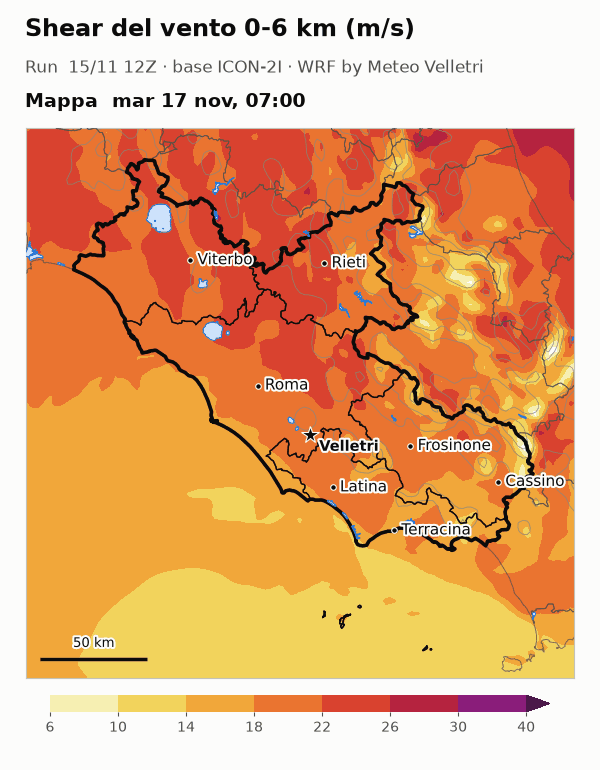 Shear del vento 0-6 km (m/s)
Run  15/11 12Z · base ICON-2I · WRF by Meteo Velletri
Mappa  mar 17 nov, 07:00
Viterbo
Rieti
Roma
Velletri
Frosinone
Cassino
Latina
Terracina
50 km
6 10 14 18 22 26 30 40